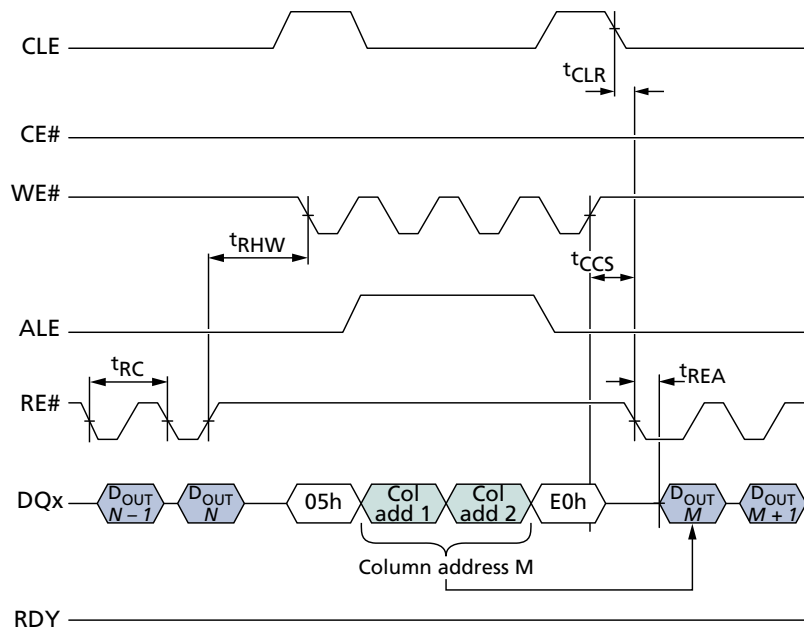 CLE
tCLR
CE#
WE#
tRHW
tCCS
ALE
tRC
tREA
RE#
DQx
DOUT
N – 1
DOUT
N
05h
Col
add 1
Col
add 2
E0h
DOUT
M
DOUT
M + 1
Column address M
RDY